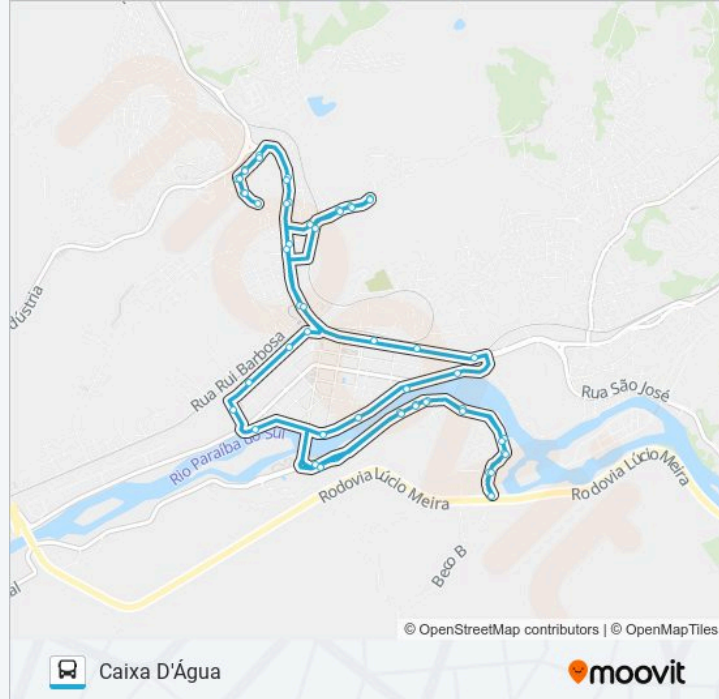 dústria
Rua Rui Barbosa
Rua São José
Rio Paraíba do Sul
Rodovia Lúcio Meira
Rodovia Lúcio Meira
Beco B
al
© OpenStreetMap contributors | © OpenMapTiles
Caixa D'Água
moovit